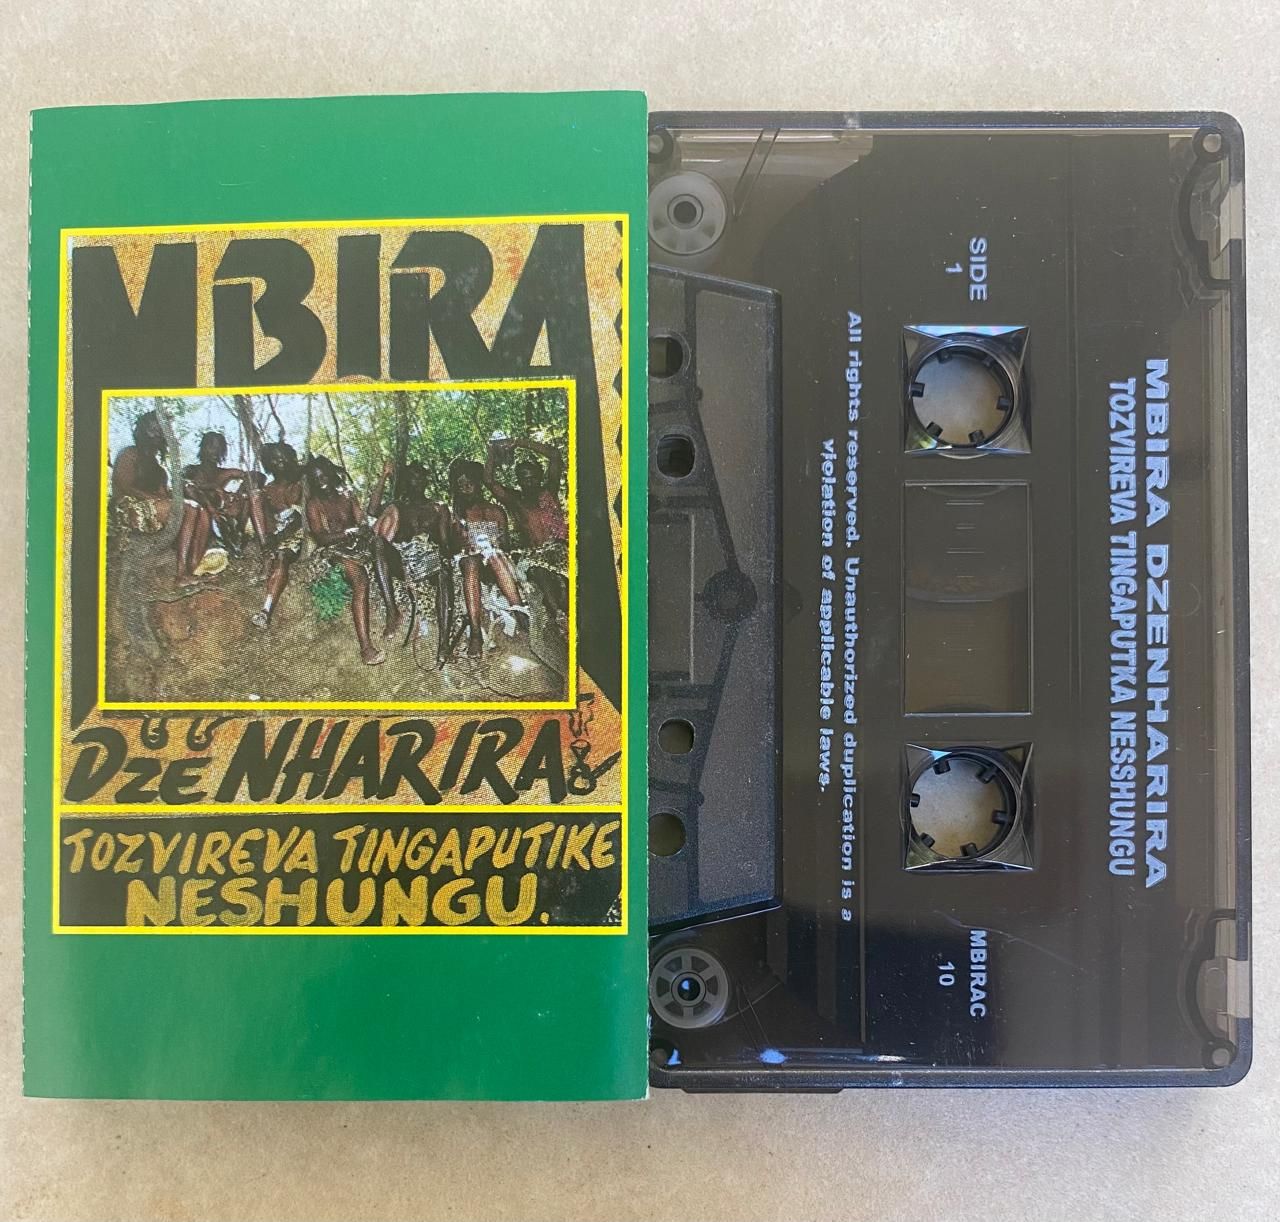 MBIRA
DZE NHARIRA
TOZVIREVA TINGAPUTIKE
NESHUNGU.
MBIRA DZENHARIRA
TOZVIREVA TINGAPUTKA NESSHUNGU
SIDE
1
MBIRAC
10
All rights reserved. Unauthorized duplication is a
violation of applicable laws.